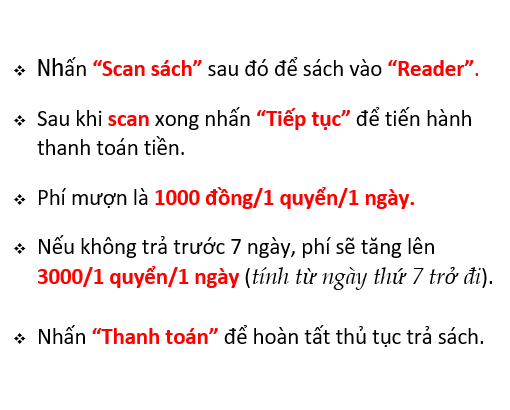 ❖ Nhấn “Scan sách” sau đó để sách vào “Reader”.
❖ Sau khi scan xong nhấn “Tiếp tục” để tiến hành
thanh toán tiền.
❖ Phí mượn là 1000 đồng/1 quyển/1 ngày.
❖ Nếu không trả trước 7 ngày, phí sẽ tăng lên
3000/1 quyển/1 ngày (tính từ ngày thứ 7 trở đi).
❖ Nhấn “Thanh toán” để hoàn tất thủ tục trả sách.